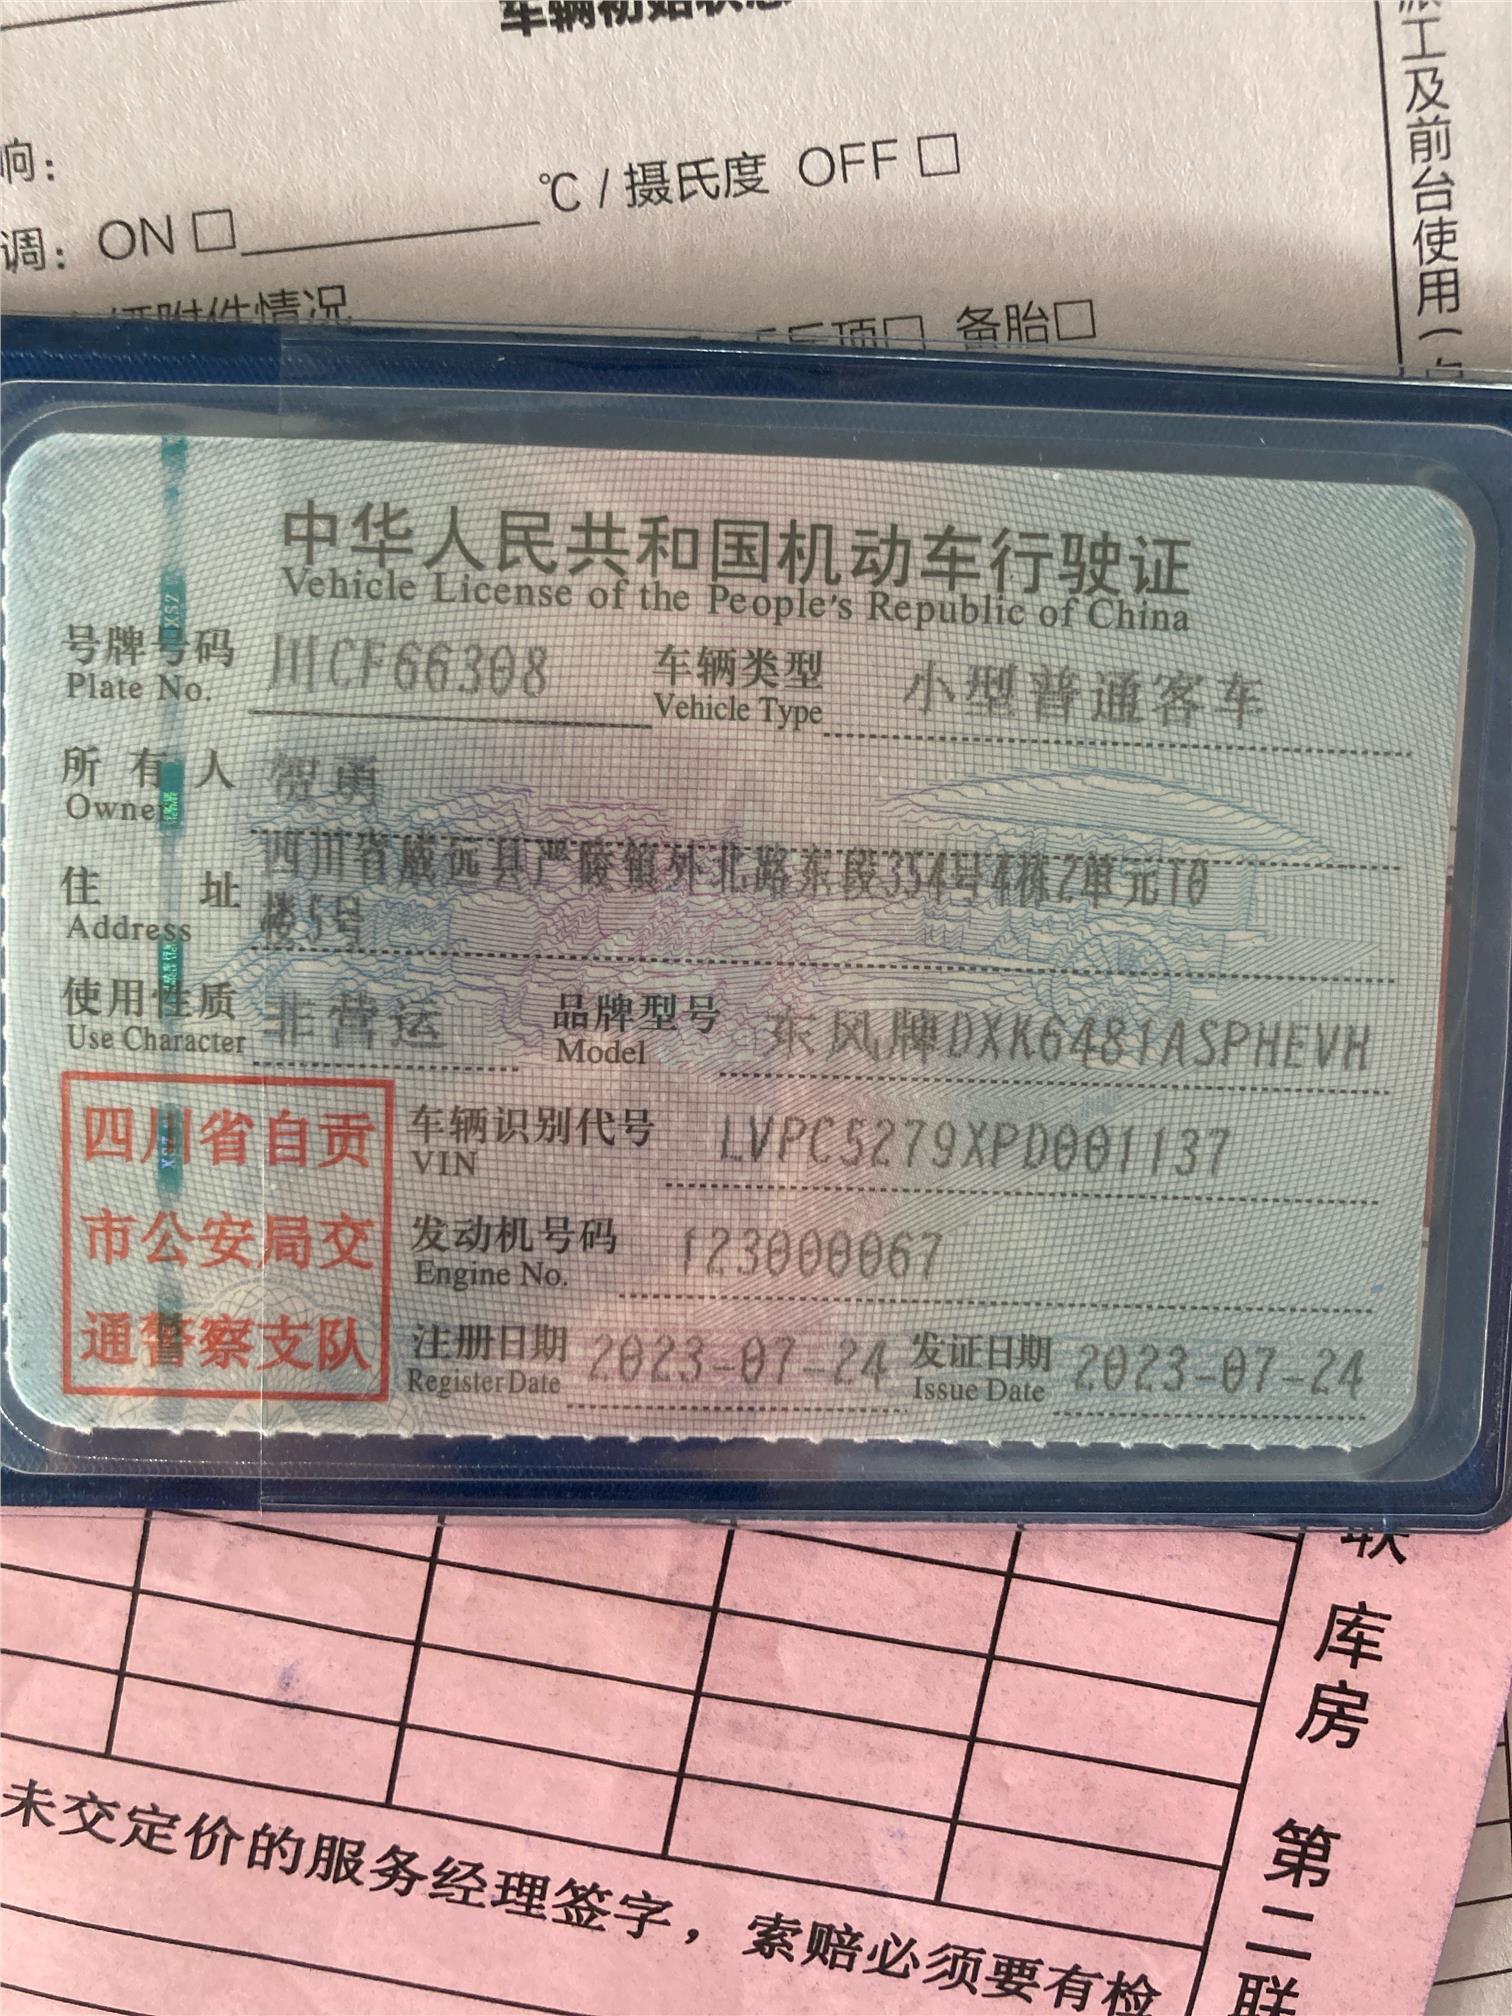 响：
调：ON □ ℃ / 摄氏度 OFF □
附件情况
备胎□
工及前台使用（
中华人民共和国机动车行驶证
Vehicle License of the People's Republic of China
号牌号码 川CF66308 车辆类型 小型普通客车
Plate No. Vehicle Type
所有人 贺勇
Owner
住址 四川省威远县严陵镇外北路东段354号4栋2单元10
Address 楼5号
使用性质 非营运 品牌型号 东风牌DXK6481ASPHEVH
Use Character Model
四川省自贡
市公安局交
通警察支队
车辆识别代号 LVPC5279XPD001137
VIN
发动机号码 123000067
Engine No.
注册日期 2023-07-24 发证日期 2023-07-24
Register Date Issue Date
联
库房
第二联
未交定价的服务经理签字，索赔必须要有检